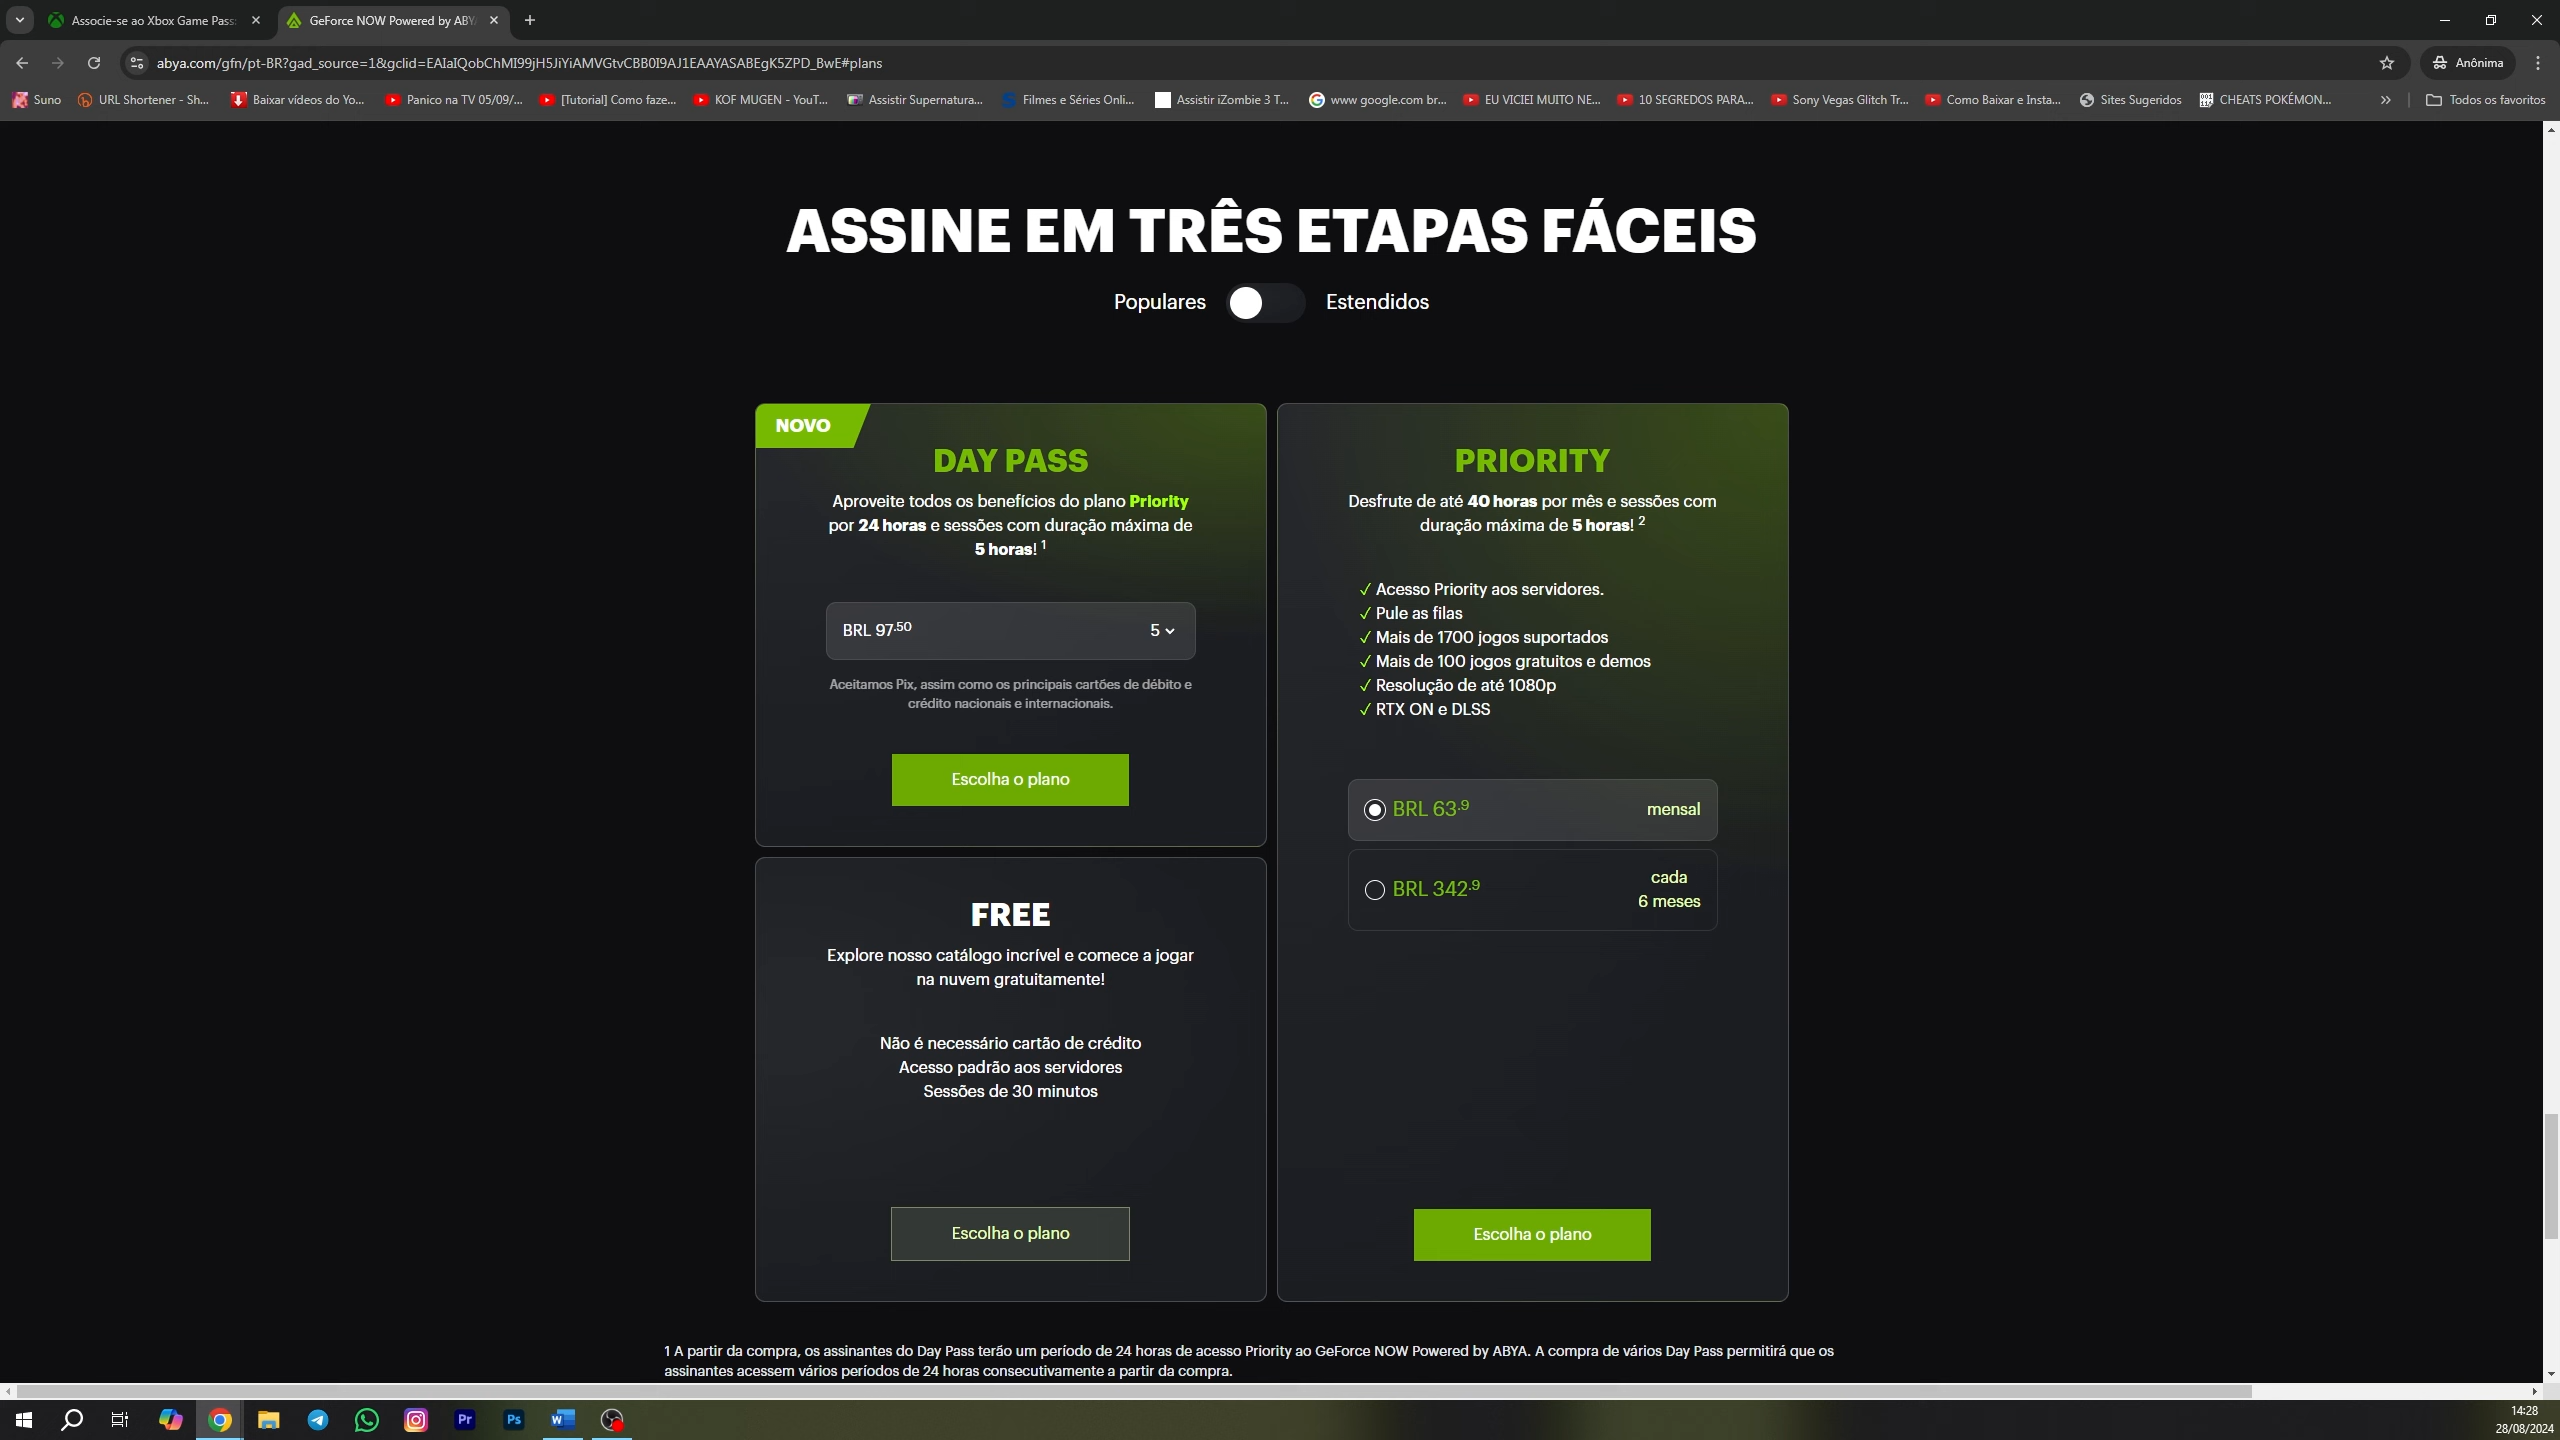 Associe-se ao Xbox Game Pass
GeForce NOW Powered by ABYA
abya.com/gfn/pt-BR?gad_source=1&gclid=EAIaIQobChMI99jH5JiYiAMVGtvCBB0I9AJ1EAAYASABEgK5ZPD_BwE#plans
Anônima
Suno
URL Shortener - Sh...
Baixar vídeos do Yo...
Panico na TV 05/09/...
[Tutorial] Como faze...
KOF MUGEN - YouT...
Assistir Supernatura...
Filmes e Séries Onli...
Assistir iZombie 3 T...
www google.com br...
EU VICIEI MUITO NE...
10 SEGREDOS PARA...
Sony Vegas Glitch Tr...
Como Baixar e Insta...
Sites Sugeridos
CHEATS POKÉMON...
Todos os favoritos
ASSINE EM TRÊS ETAPAS FÁCEIS
Populares
Estendidos
NOVO
DAY PASS
Aproveite todos os benefícios do plano Priority
por 24 horas e sessões com duração máxima de
5 horas! 1
BRL 97.50
5
Aceitamos Pix, assim como os principais cartões de débito e
crédito nacionais e internacionais.
Escolha o plano
FREE
Explore nosso catálogo incrível e comece a jogar
na nuvem gratuitamente!
Não é necessário cartão de crédito
Acesso padrão aos servidores
Sessões de 30 minutos
Escolha o plano
PRIORITY
Desfrute de até 40 horas por mês e sessões com
duração máxima de 5 horas! 2
✓ Acesso Priority aos servidores.
✓ Pule as filas
✓ Mais de 1700 jogos suportados
✓ Mais de 100 jogos gratuitos e demos
✓ Resolução de até 1080p
✓ RTX ON e DLSS
BRL 63.9
mensal
BRL 342.9
cada
6 meses
Escolha o plano
1 A partir da compra, os assinantes do Day Pass terão um período de 24 horas de acesso Priority ao GeForce NOW Powered by ABYA. A compra de vários Day Pass permitirá que os
assinantes acessem vários períodos de 24 horas consecutivamente a partir da compra.
Pr
Ps
W
14:28
28/08/2024